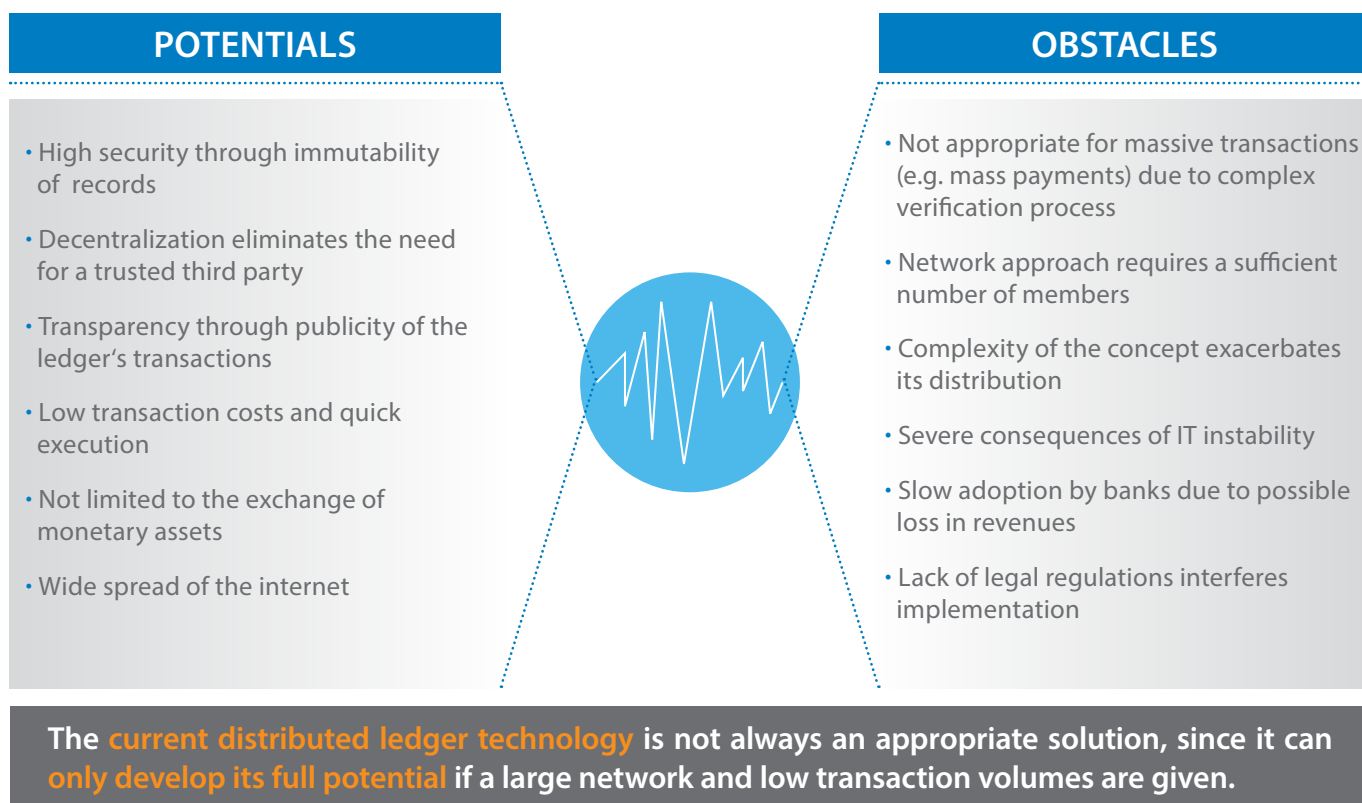 POTENTIALS
• High security through immutability
of records
• Decentralization eliminates the need
for a trusted third party
• Transparency through publicity of the
ledger‘s transactions
• Low transaction costs and quick
execution
• Not limited to the exchange of
monetary assets
• Wide spread of the internet
OBSTACLES
• Not appropriate for massive transactions
(e.g. mass payments) due to complex
verification process
• Network approach requires a sufficient
number of members
• Complexity of the concept exacerbates
its distribution
• Severe consequences of IT instability
• Slow adoption by banks due to possible
loss in revenues
• Lack of legal regulations interferes
implementation
The current distributed ledger technology is not always an appropriate solution, since it can
only develop its full potential if a large network and low transaction volumes are given.